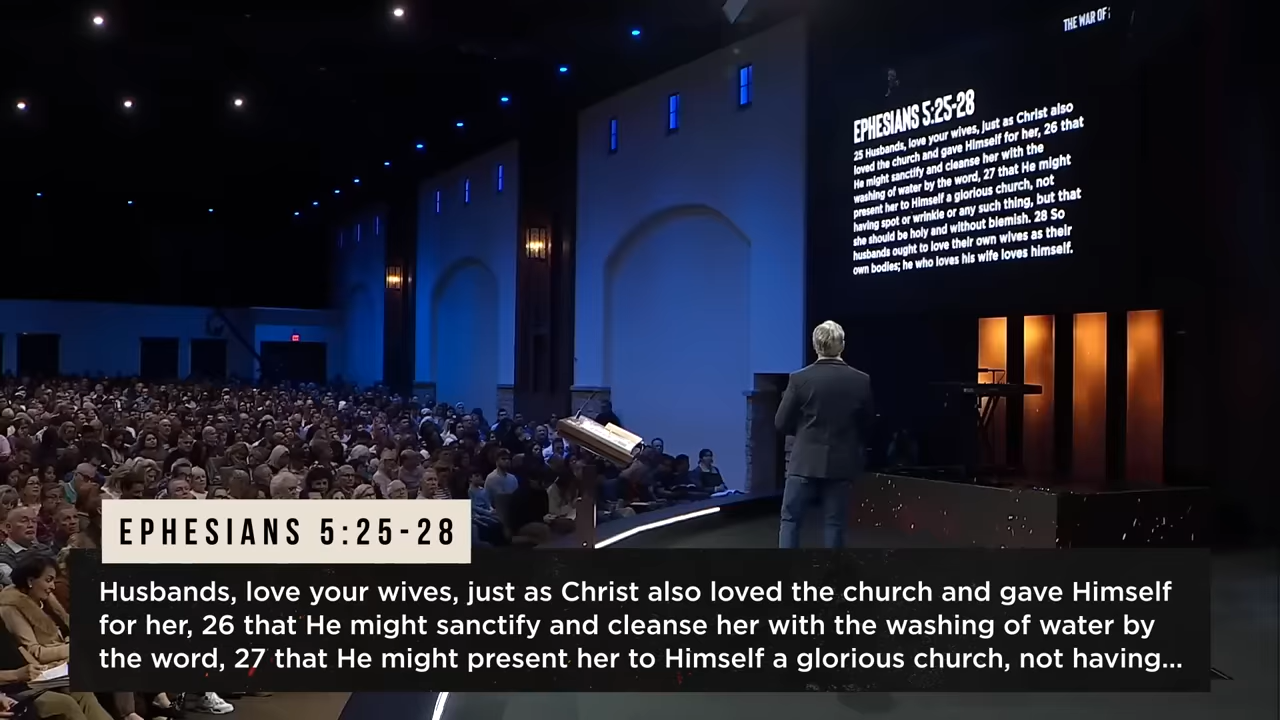 THE WAR OF
EPHESIANS 5:25-28
25 Husbands, love your wives, just as Christ also
loved the church and gave Himself for her, 26 that
He might sanctify and cleanse her with the
washing of water by the word, 27 that He might
present her to Himself a glorious church, not
having spot or wrinkle or any such thing, but that
she should be holy and without blemish. 28 So
husbands ought to love their own wives as their
own bodies; he who loves his wife loves himself.
EPHESIANS 5:25-28
Husbands, love your wives, just as Christ also loved the church and gave Himself
for her, 26 that He might sanctify and cleanse her with the washing of water by
the word, 27 that He might present her to Himself a glorious church, not having...